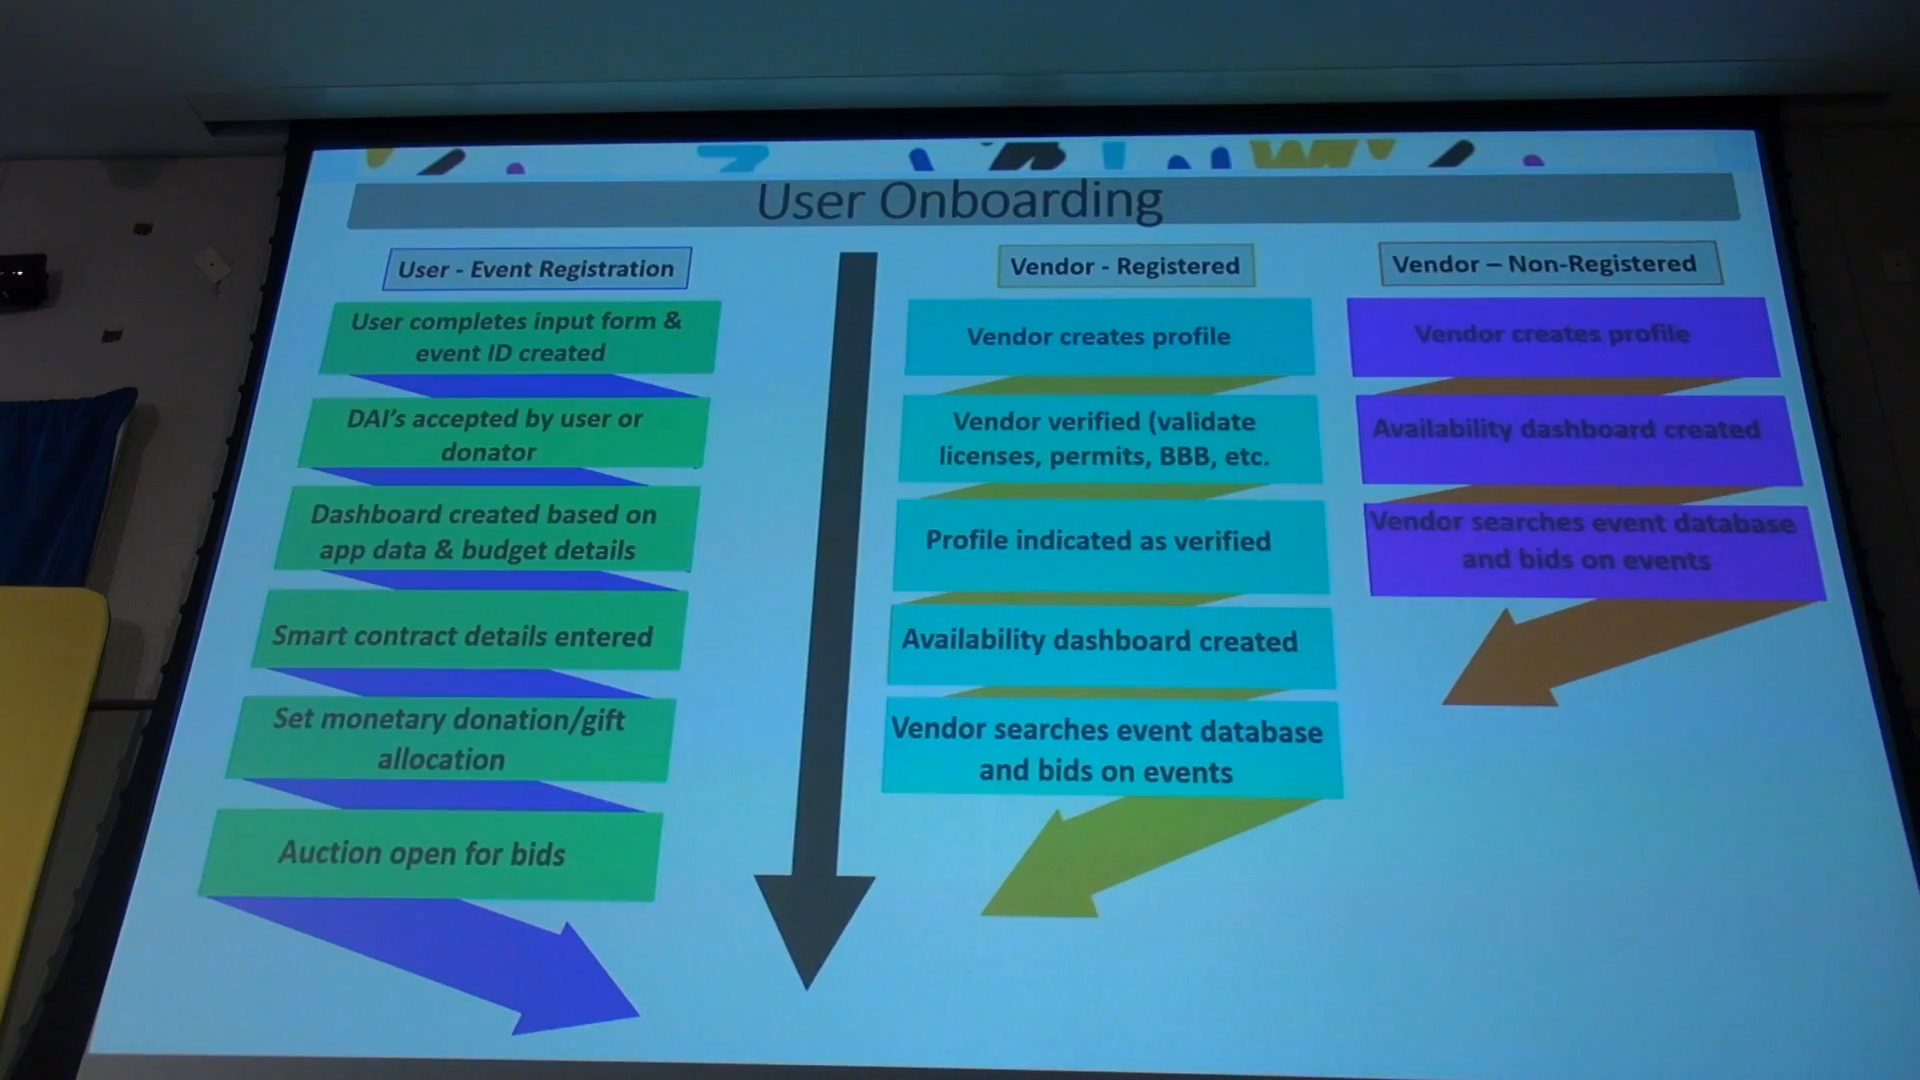 User Onboarding
User - Event Registration
User completes input form &
event ID created
DAI's accepted by user or
donator
Dashboard created based on
app data & budget details
Smart contract details entered
Set monetary donation/gift
allocation
Auction open for bids
Vendor - Registered
Vendor creates profile
Vendor verified (validate
licenses, permits, BBB, etc.
Profile indicated as verified
Availability dashboard created
Vendor searches event database
and bids on events
Vendor – Non-Registered
Vendor creates profile
Availability dashboard created
Vendor searches event database
and bids on events